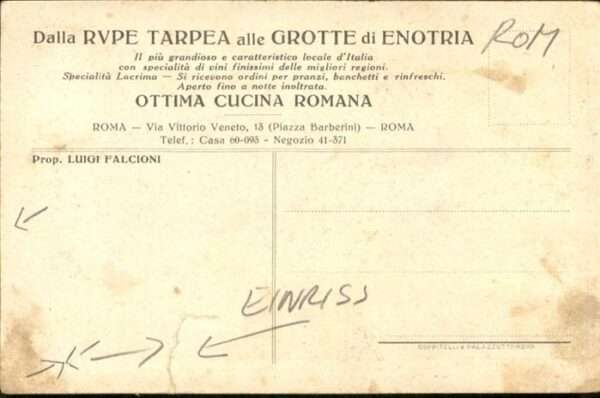 Dalla RVPE TARPEA alle GROTTE di ENOTRIA
ROM
Il più grandioso e caratteristico locale d'Italia
con specialità di vini finissimi delle migliori regioni.
Specialità Lacrima — Si ricevono ordini per pranzi, banchetti e rinfreschi.
Aperto fino a notte inoltrata.
OTTIMA CUCINA ROMANA
ROMA — Via Vittorio Veneto, 13 (Piazza Barberini) — ROMA
Telef.: Casa 60-093 - Negozio 41-371
Prop. LUIGI FALCIONI
EINRISS